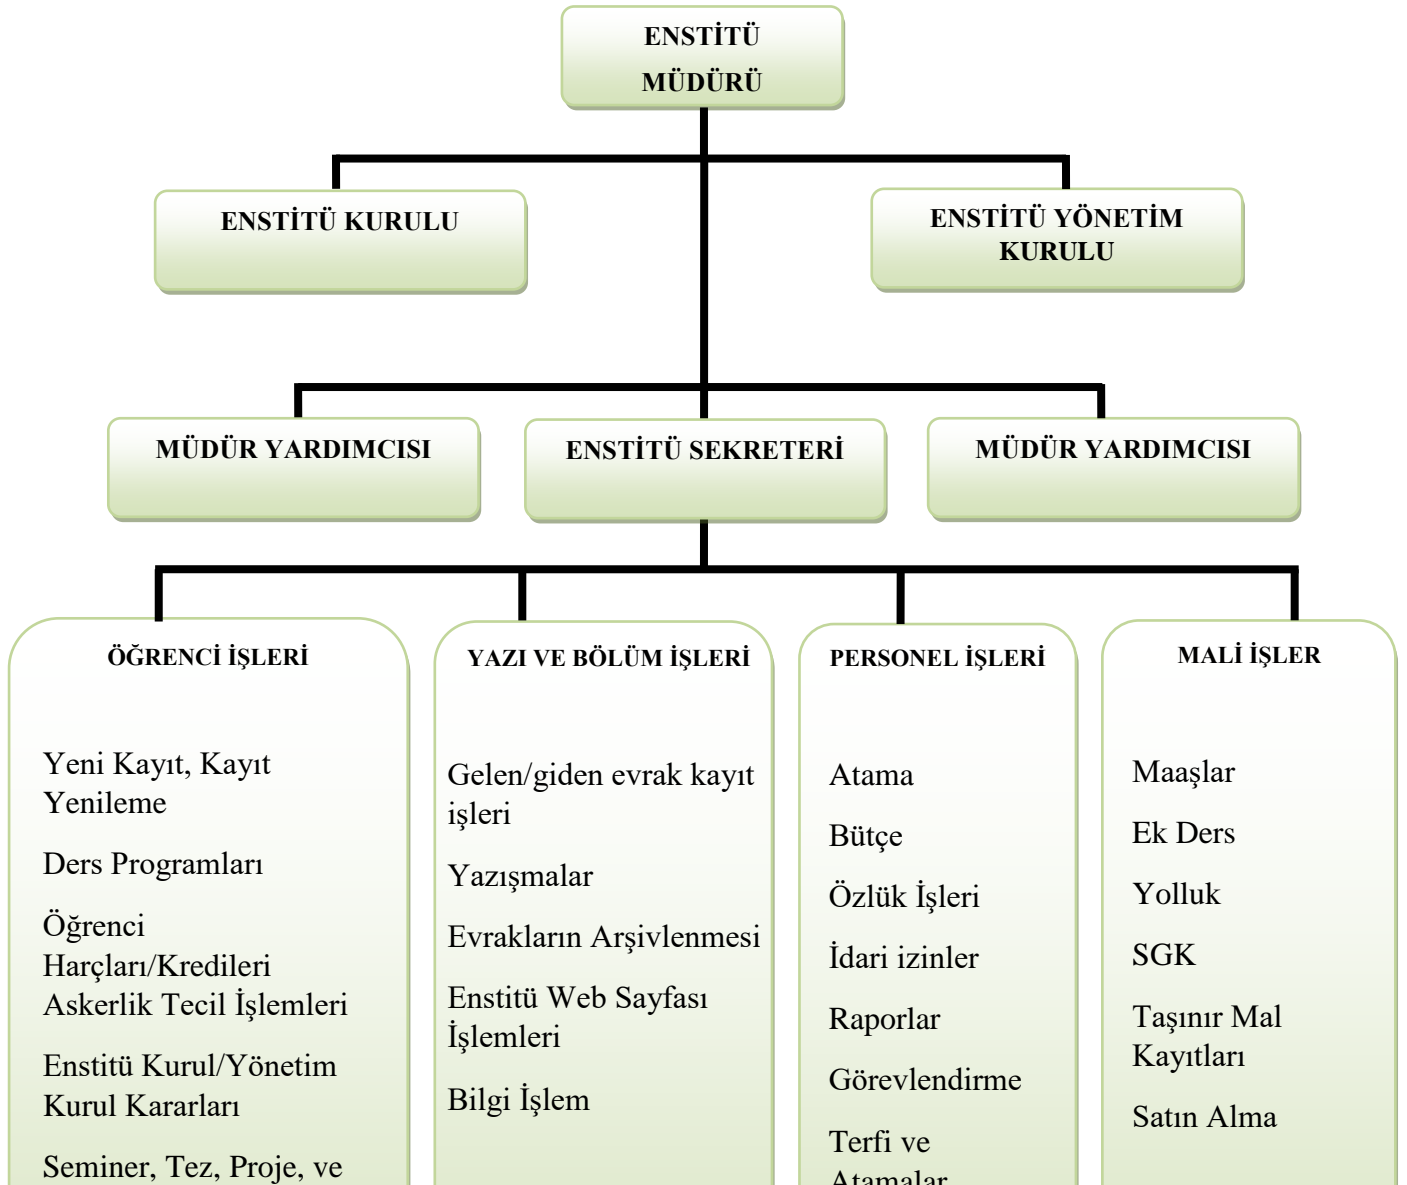 ENSTİTÜ
MÜDÜRÜ
ENSTİTÜ KURULU
ENSTİTÜ YÖNETİM
KURULU
MÜDÜR YARDIMCISI
ENSTİTÜ SEKRETERİ
MÜDÜR YARDIMCISI
ÖĞRENCİ İŞLERİ
Yeni Kayıt, Kayıt
Yenileme
Ders Programları
Öğrenci
Harçları/Kredileri
Askerlik Tecil İşlemleri
Enstitü Kurul/Yönetim
Kurul Kararları
Seminer, Tez, Proje, ve
YAZI VE BÖLÜM İŞLERİ
Gelen/giden evrak kayıt
işleri
Yazışmalar
Evrakların Arşivlenmesi
Enstitü Web Sayfası
İşlemleri
Bilgi İşlem
PERSONEL İŞLERİ
Atama
Bütçe
Özlük İşleri
İdari izinler
Raporlar
Görevlendirme
Terfi ve
Atamalar
MALİ İŞLER
Maaşlar
Ek Ders
Yolluk
SGK
Taşınır Mal
Kayıtları
Satın Alma